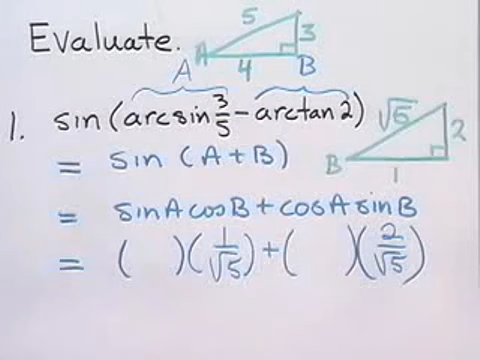 Evaluate.
5
3
4
A
B
A
B
1. sin(arcsin 3/5 - arctan 2)
= sin (A+B)
√5
2
B
1
= sinA cosB + cosA sinB
= ( )(1/√5) + ( )(2/√5)